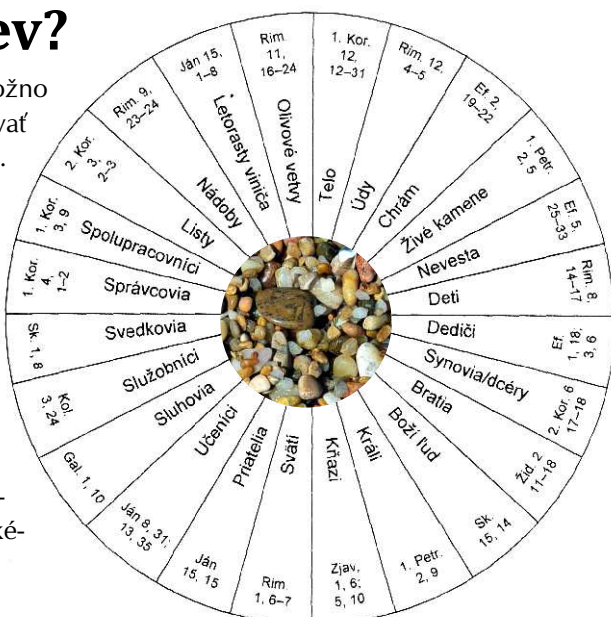 ev?
ožno
vať
.
-
ké-
1. Kor.
12,
12–31
Telo
Rim. 12,
4–5
Údy
Ef. 2,
19–22
Chrám
1. Petr.
2, 5
Živé kamene
Ef. 5,
25–33
Nevesta
Rim. 8,
14–17
Deti
Ef.
1, 18;
3, 6
Dediči
2. Kor. 6
17–18
Synovia/dcéry
Žid. 2
11–18
Bratia
Sk.
15, 14
Boží ľud
1. Petr.
2, 9
Králi
Zjav,
1, 6;
5, 10
Kňazi
Rim.
1, 6–7
Svätí
Ján
15, 15
Priatelia
Ján 8, 31;
13, 35
Učeníci
Gal. 1, 10
Sluhovia
Kol.
3, 24
Služobníci
Sk. 1, 8
Svedkovia
1. Kor.
4,
1–2
Správcovia
1. Kor.
3, 9
Spolupracovníci
2. Kor.
3,
2–3
Listy
Rim. 9,
23–24
Nádoby
Ján 15,
1–8
Letorasty viniča
Rim
11,
16–24
Olivové vetvy